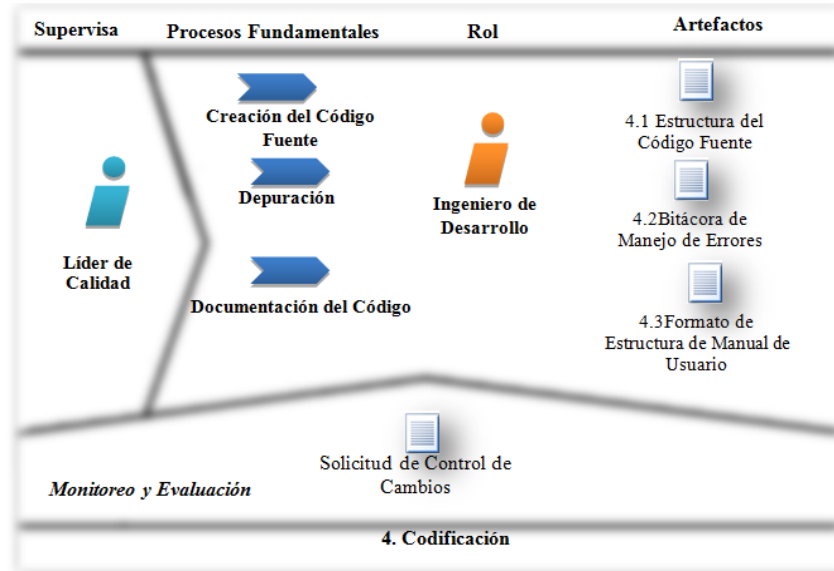 Supervisa
Procesos Fundamentales
Rol
Artefactos
Creación del Código
Fuente
Depuración
Documentación del Código
Líder de
Calidad
Ingeniero de
Desarrollo
4.1 Estructura del
Código Fuente
4.2Bitácora de
Manejo de Errores
4.3Formato de
Estructura de Manual de
Usuario
Solicitud de Control de
Cambios
Monitoreo y Evaluación
4. Codificación